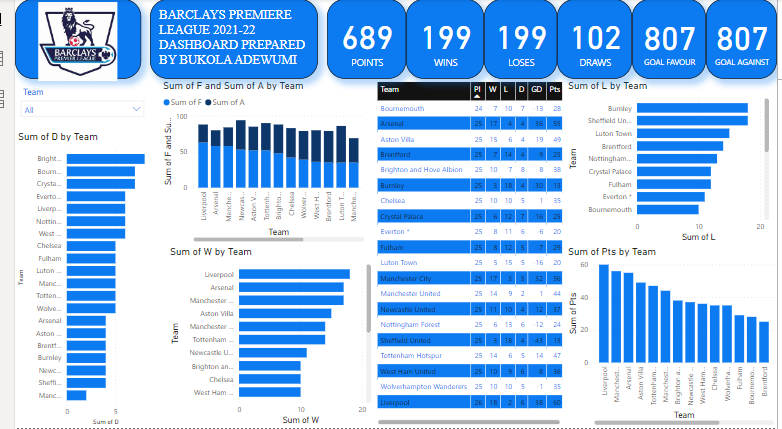 BARCLAYS
PREMIER LEAGUE
BARCLAYS PREMIERE
LEAGUE 2021-22
DASHBOARD PREPARED
BY BUKOLA ADEWUMI
689
POINTS
199
WINS
199
LOSES
102
DRAWS
807
GOAL FAVOUR
807
GOAL AGAINST
Team
All
Sum of D by Team
Team
Bright...
Bourn...
Crysta...
Everto...
Liverp...
Nottin...
West ...
Chelsea
Fulham
Luton ...
Manc...
Totten...
Wolve...
Arsenal
Aston ...
Brentf...
Burnley
Newc...
Sheffi...
Manc...
0 5
Sum of D
Sum of F and Sum of A by Team
Sum of F Sum of A
Sum of F and Su...
100
50
0
Liverpool
Arsenal
Manche...
Newcas...
Aston V...
Tottenh...
Brighto...
Chelsea
Wolver...
West H...
Brentford
Luton T...
Manche...
Team
Sum of W by Team
Team
Liverpool
Arsenal
Manchester ...
Aston Villa
Manchester ...
Tottenham ...
Newcastle U...
Brighton an...
Chelsea
West Ham ...
0 10 20
Sum of W
Team Pl W L D GD Pts
Bournemouth 24 7 10 7 13 28
Arsenal 25 17 4 4 36 55
Aston Villa 25 15 6 4 19 49
Brentford 25 7 14 4 9 25
Brighton and Hove Albion 25 10 7 8 8 38
Burnley 25 3 18 4 30 13
Chelsea 25 10 10 5 1 35
Crystal Palace 25 6 12 7 -16 25
Everton * 25 8 11 6 -6 20
Fulham 25 8 12 5 -7 29
Luton Town 25 5 15 5 -16 20
Manchester City 25 17 3 5 32 56
Manchester United 25 14 9 2 1 44
Newcastle United 25 11 10 4 12 37
Nottingham Forest 25 6 13 6 12 24
Sheffield United 25 3 18 4 43 13
Tottenham Hotspur 25 14 6 5 14 47
West Ham United 25 10 9 6 8 36
Wolverhampton Wanderers 25 10 10 5 -1 35
Liverpool 26 18 2 6 38 60
Sum of L by Team
Team
Burnley
Sheffield Un...
Luton Town
Brentford
Nottingham...
Crystal Palace
Fulham
Everton *
Bournemouth
0 10 20
Sum of L
Sum of Pts by Team
Sum of Pts
60
40
20
0
Liverpool
Manchest...
Arsenal
Aston Villa
Tottenham...
Manchest...
Brighton a...
Newcastle ...
West Ham...
Chelsea
Wolverha...
Fulham
Bournemo...
Brentford
Team